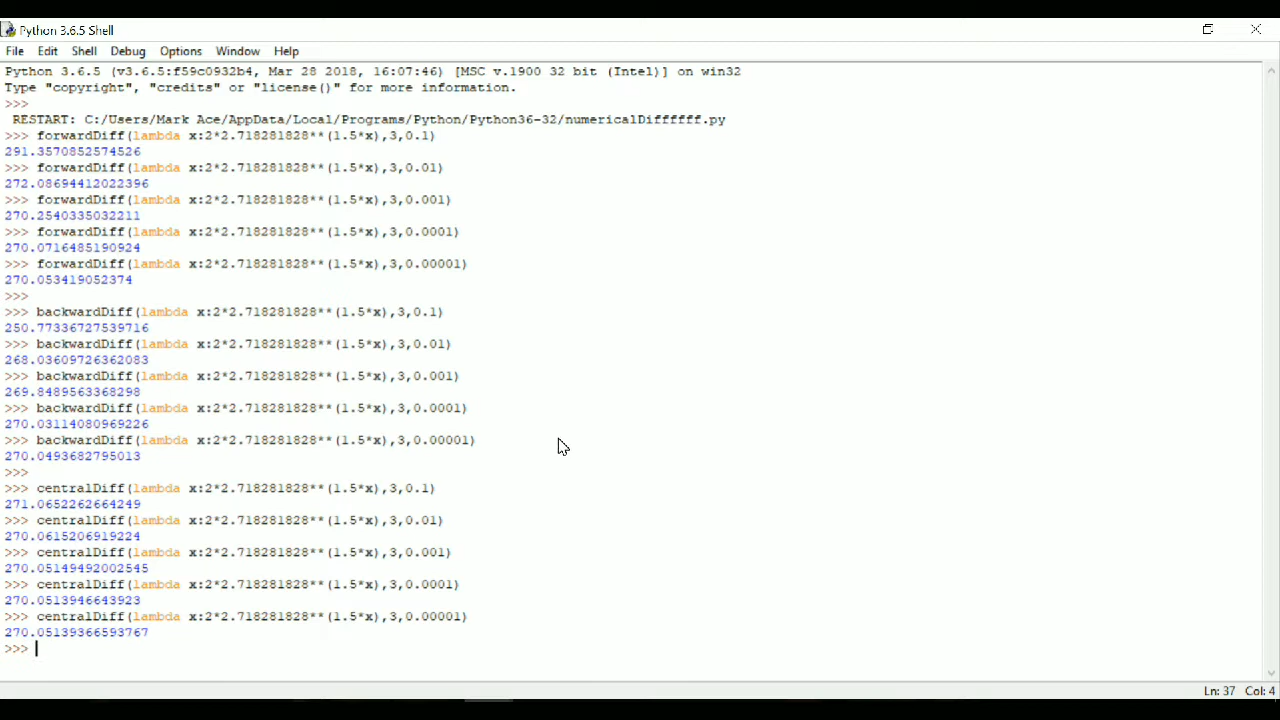 Python 3.6.5 Shell
File Edit Shell Debug Options Window Help
Python 3.6.5 (v3.6.5:f59c0932b4, Mar 28 2018, 16:07:46) [MSC v.1900 32 bit (Intel)] on win32
Type "copyright", "credits" or "license()" for more information.
>>>
RESTART: C:/Users/Mark Ace/AppData/Local/Programs/Python/Python36-32/numericalDiffffff.py
>>> forwardDiff(lambda x:2*2.718281828**(1.5*x),3,0.1)
291.3570852574526
>>> forwardDiff(lambda x:2*2.718281828**(1.5*x),3,0.01)
272.08694412022396
>>> forwardDiff(lambda x:2*2.718281828**(1.5*x),3,0.001)
270.2540335032211
>>> forwardDiff(lambda x:2*2.718281828**(1.5*x),3,0.0001)
270.0716485190924
>>> forwardDiff(lambda x:2*2.718281828**(1.5*x),3,0.00001)
270.053419052374
>>>
>>> backwardDiff(lambda x:2*2.718281828**(1.5*x),3,0.1)
250.77336727539716
>>> backwardDiff(lambda x:2*2.718281828**(1.5*x),3,0.01)
268.03609726362083
>>> backwardDiff(lambda x:2*2.718281828**(1.5*x),3,0.001)
269.8489563368298
>>> backwardDiff(lambda x:2*2.718281828**(1.5*x),3,0.0001)
270.03114080969226
>>> backwardDiff(lambda x:2*2.718281828**(1.5*x),3,0.00001)
270.0493682795013
>>>
>>> centralDiff(lambda x:2*2.718281828**(1.5*x),3,0.1)
271.0652262664249
>>> centralDiff(lambda x:2*2.718281828**(1.5*x),3,0.01)
270.0615206919224
>>> centralDiff(lambda x:2*2.718281828**(1.5*x),3,0.001)
270.05149492002545
>>> centralDiff(lambda x:2*2.718281828**(1.5*x),3,0.0001)
270.0513946643923
>>> centralDiff(lambda x:2*2.718281828**(1.5*x),3,0.00001)
270.05139366593767
>>>
Ln: 37 Col: 4